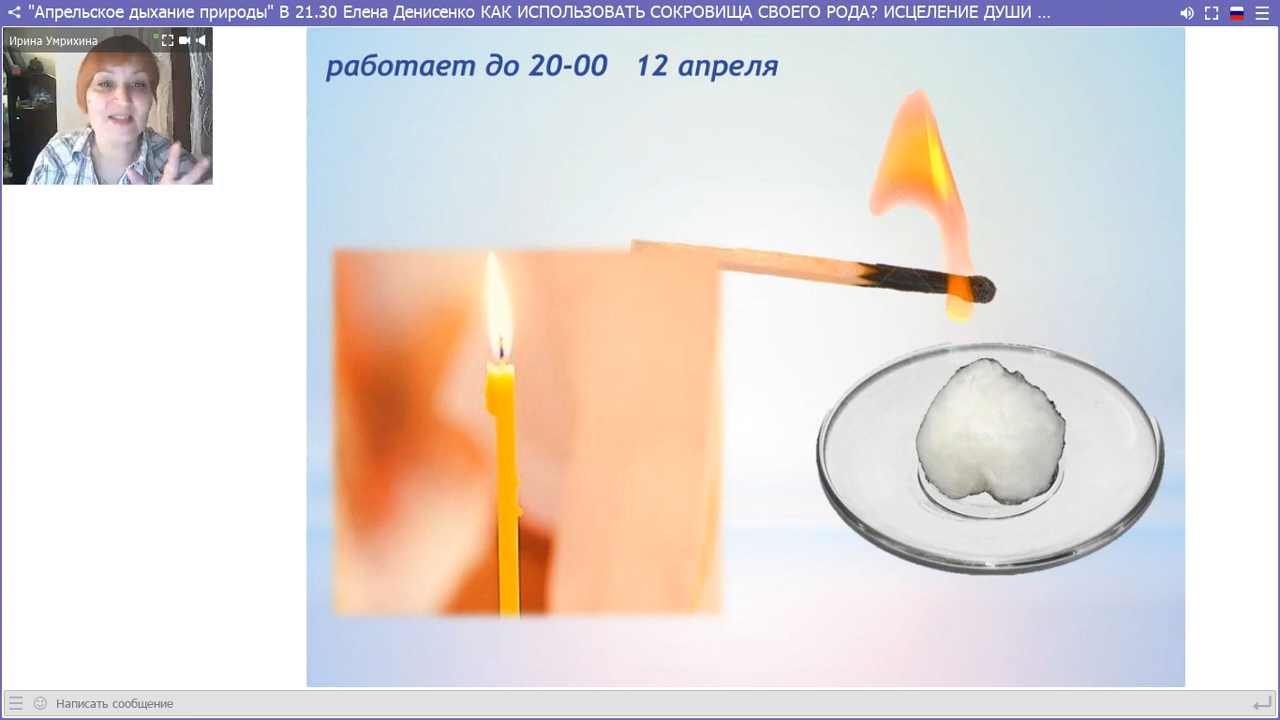 "Апрельское дыхание природы" В 21.30 Елена Денисенко КАК ИСПОЛЬЗОВАТЬ СОКРОВИЩА СВОЕГО РОДА? ИСЦЕЛЕНИЕ ДУШИ ...
Ирина Умрихина
работает до 20-00 12 апреля
Написать сообщение